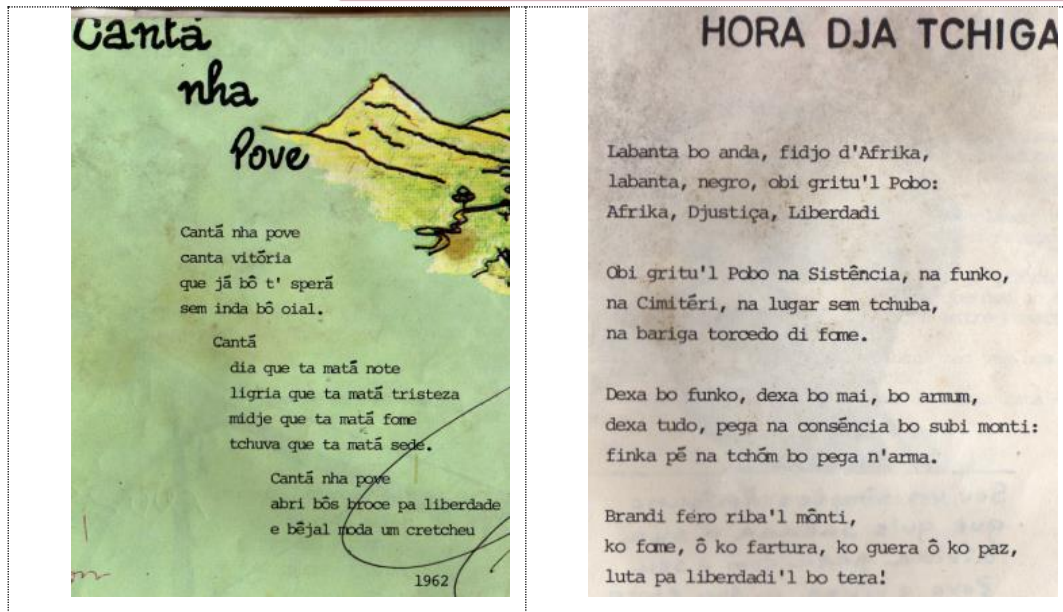 Cantá
nha
Pove
Cantá nha pove
canta vitória
que já bô t' sperá
sem inda bô oial.
Cantá
dia que ta matá note
ligria que ta matá tristeza
midje que ta matá fome
tchuva que ta matá sede.
Cantá nha pove
abri bôs broce pa liberdade
e bêjal moda um cretcheu
1962
HORA DJA TCHIGA
Labanta bo anda, fidjo d'Afrika,
labanta, negro, obi gritu'l Pobo:
Afrika, Djustiça, Liberdadi
Obi gritu'l Pobo na Sistência, na funko,
na Cimitéri, na lugar sem tchuba,
na bariga torcedo di fome.
Dexa bo funko, dexa bo mai, bo armum,
dexa tudo, pega na consência bo subi monti:
finka pé na tchóm bo pega n'arma.
Brandi féro riba'l mônti,
ko fome, ô ko fartura, ko guera ô ko paz,
luta pa liberdadi'l bo tera!